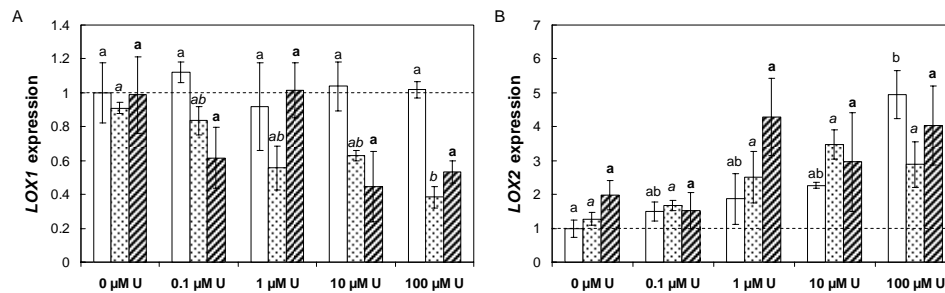 A
LOX1 expression
1.4
1.2
1
0.8
0.6
0.4
0.2
0
a a a
a ab a
a ab a
a ab a
a b a
0 µM U 0.1 µM U 1 µM U 10 µM U 100 µM U
B
LOX2 expression
7
6
5
4
3
2
1
0
a a a
ab a a
ab a a
ab a a
b a a
0 µM U 0.1 µM U 1 µM U 10 µM U 100 µM U